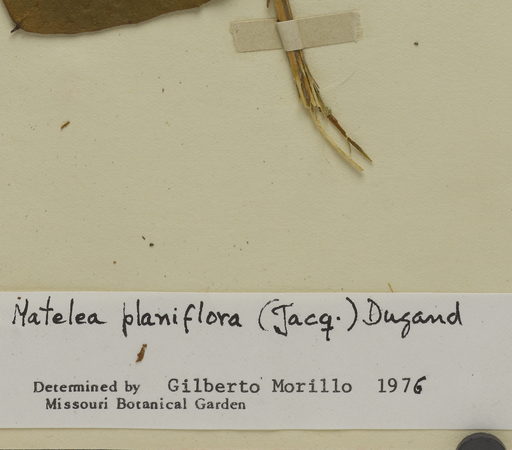 Matelea planiflora (Jacq.) Dugand
Determined by Gilberto Morillo 1976
Missouri Botanical Garden